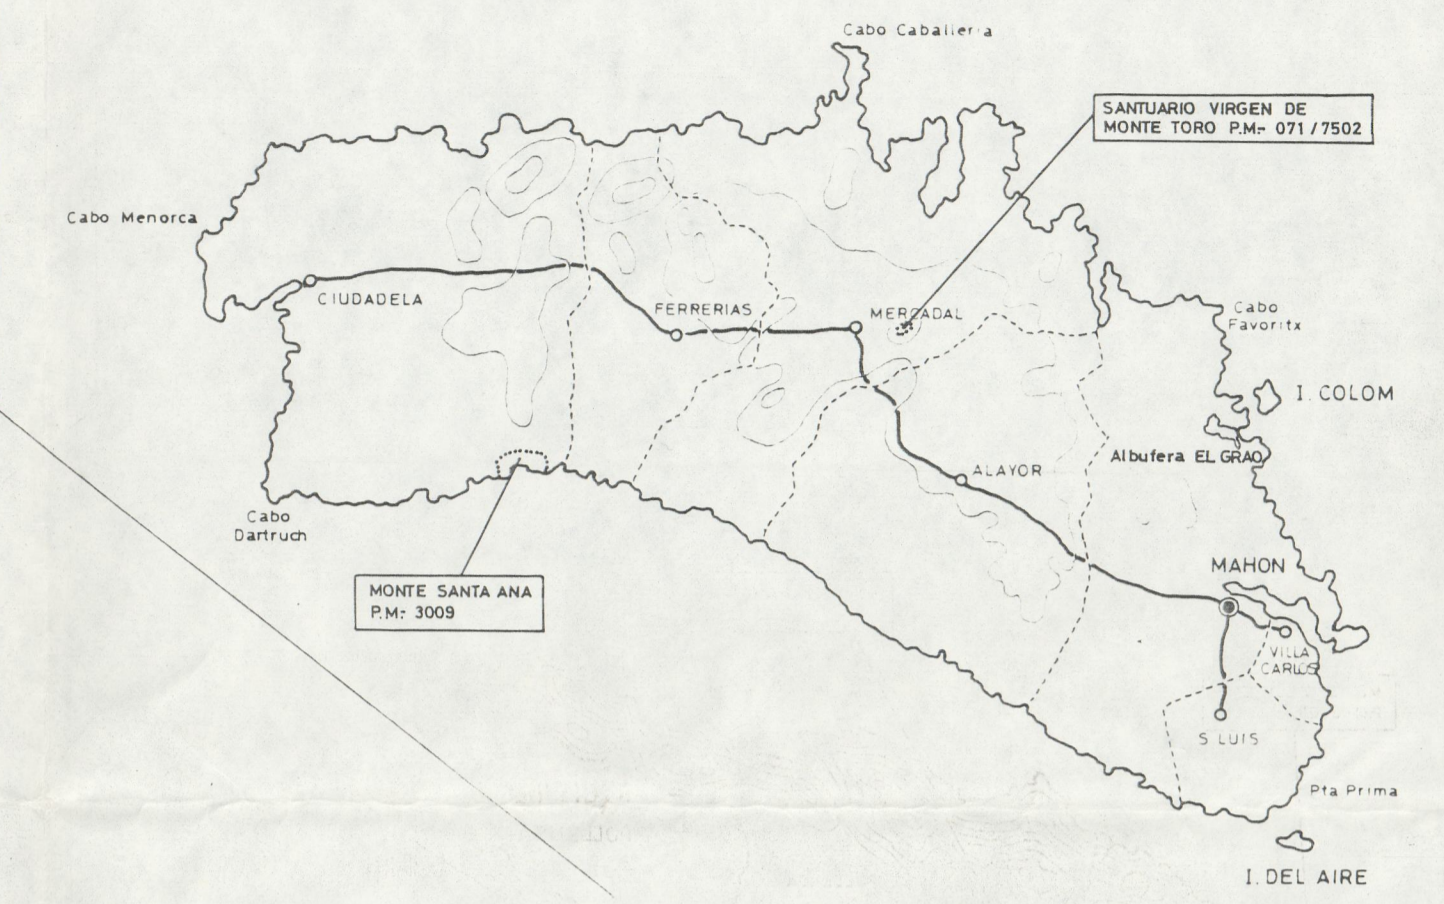 Cabo Caballeria
SANTUARIO VIRGEN DE
MONTE TORO P.M.- 071/7502
Cabo Menorca
CIUDADELA
FERRERIAS
MERCADAL
Cabo
Favoritx
I. COLOM
Albufera EL GRAO
ALAYOR
Cabo
Dartruch
MONTE SANTA ANA
P.M.- 3009
MAHON
VILLA
CARLOS
S LUIS
Pta Prima
I. DEL AIRE